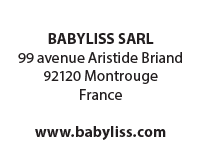 BABYLISS SARL
99 avenue Aristide Briand
92120 Montrouge
France
www.babyliss.com